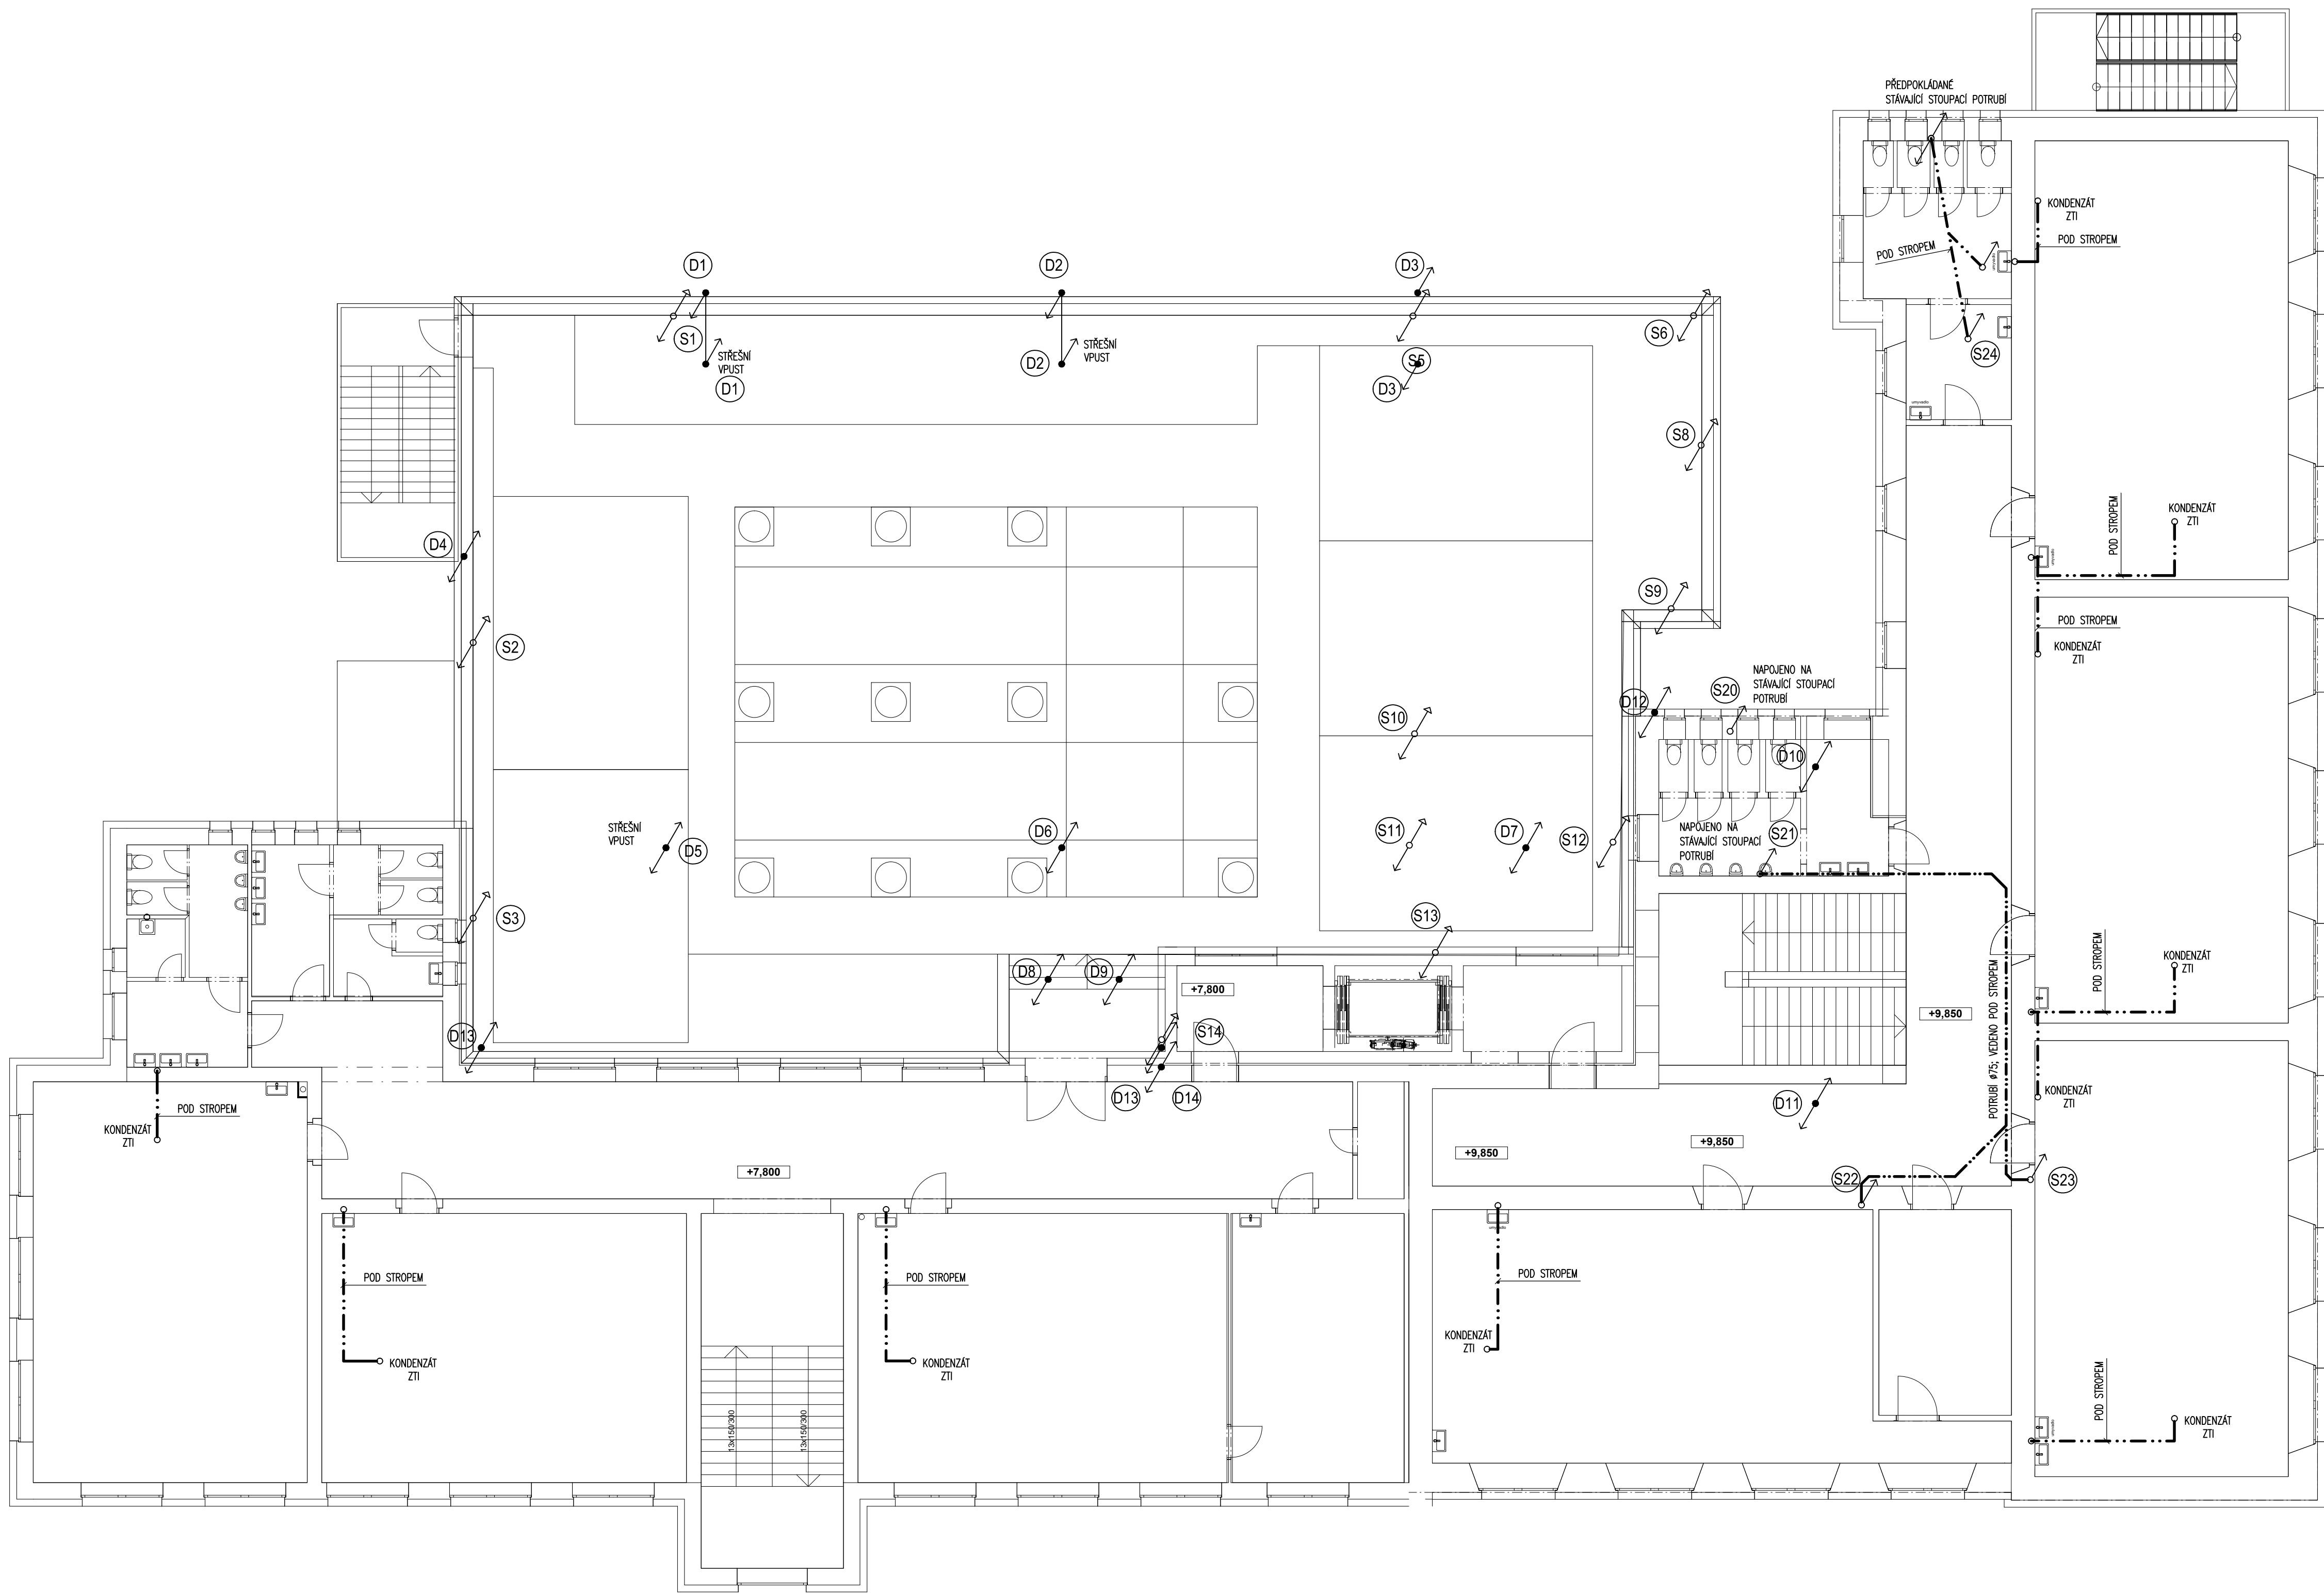 PŘEDPOKLÁDANÉ
STÁVAJÍCÍ STOUPACÍ POTRUBÍ
KONDENZÁT
ZTI
POD STROPEM
POD STROPEM
D1
D2
D3
S1
STŘEŠNÍ
VPUST
D1
D2
STŘEŠNÍ
VPUST
S5
D3
S6
S24
umyvadlo
umyvadlo
S8
KONDENZÁT
ZTI
POD STROPEM
umyvadlo
D4
S9
POD STROPEM
KONDENZÁT
ZTI
S2
NAPOJENO NA
STÁVAJÍCÍ STOUPACÍ
POTRUBÍ
S20
D12
S10
D10
STŘEŠNÍ
VPUST
D5
D6
S11
D7
S12
NAPOJENO NA
STÁVAJÍCÍ STOUPACÍ
POTRUBÍ
S21
S3
S13
POD STROPEM
KONDENZÁT
ZTI
D8
D9
+7,800
+9,850
POTRUBÍ ø75; VEDENO POD STROPEM
D13
S14
KONDENZÁT
ZTI
D13
D14
D11
POD STROPEM
KONDENZÁT
ZTI
+9,850
+9,850
+7,800
S22
S23
umyvadlo
POD STROPEM
POD STROPEM
POD STROPEM
KONDENZÁT
ZTI
KONDENZÁT
ZTI
KONDENZÁT
ZTI
13x150/300
13x150/300
POD STROPEM
umyvadlo
KONDENZÁT
ZTI